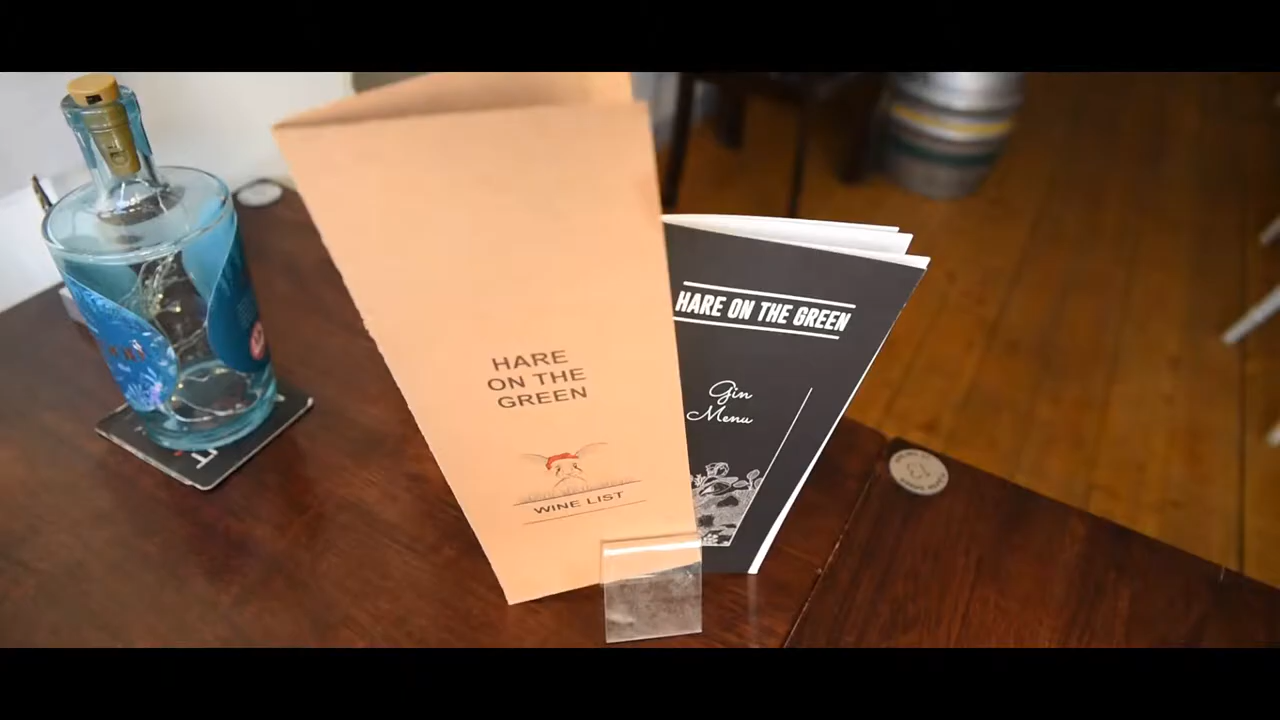 HARE
ON THE
GREEN
WINE LIST
HARE ON THE GREEN
Gin
Menu